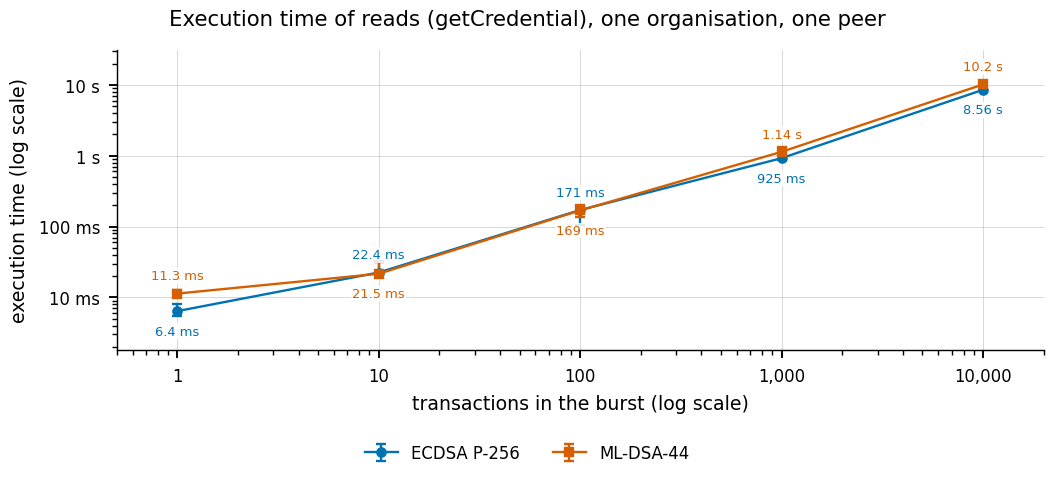 Execution time of reads (getCredential), one organisation, one peer
execution time (log scale)
10 s
1 s
100 ms
10 ms
11.3 ms
6.4 ms
22.4 ms
21.5 ms
171 ms
169 ms
1.14 s
925 ms
10.2 s
8.56 s
1
10
100
1,000
10,000
transactions in the burst (log scale)
ECDSA P-256
ML-DSA-44